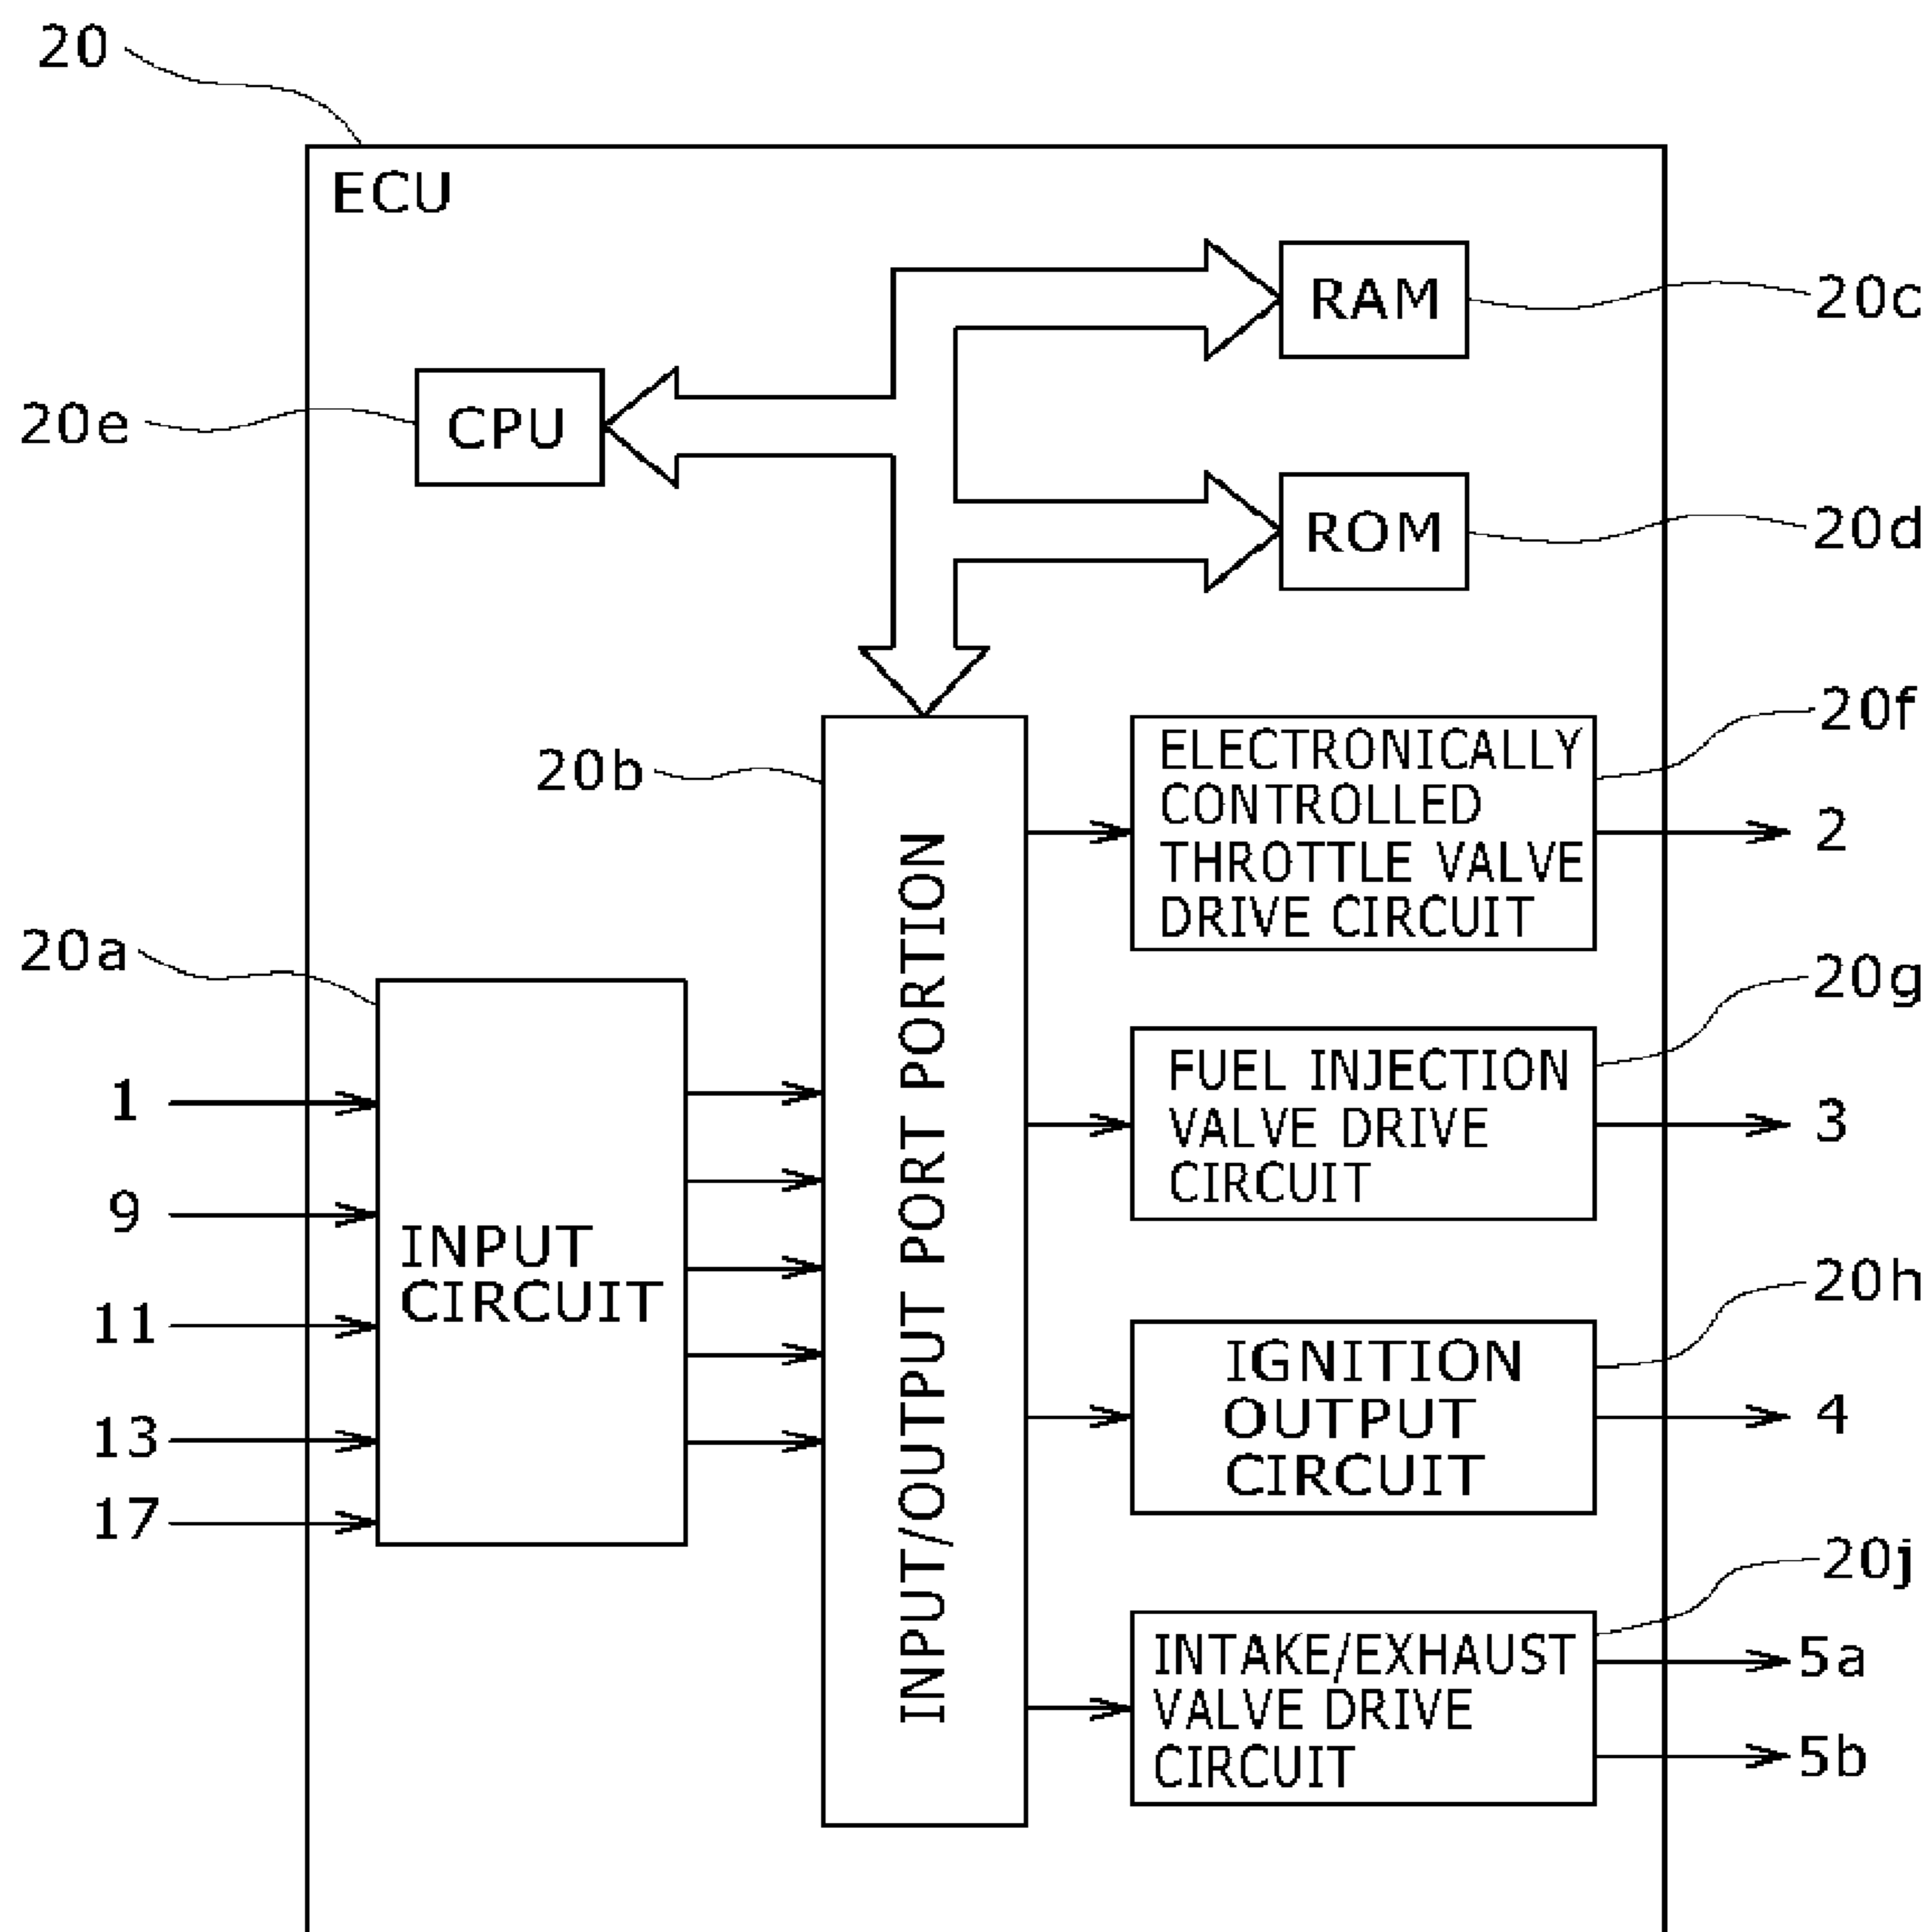 20
ECU
RAM
20c
20e
CPU
ROM
20d
20f
20b
ELECTRONICALLY
CONTROLLED
THROTTLE VALVE
DRIVE CIRCUIT
2
20a
INPUT/OUTPUT PORT PORTION
20g
FUEL INJECTION
VALVE DRIVE
CIRCUIT
3
1
9
INPUT
CIRCUIT
11
13
17
20h
IGNITION
OUTPUT
CIRCUIT
4
20j
INTAKE/EXHAUST
VALVE DRIVE
CIRCUIT
5a
5b